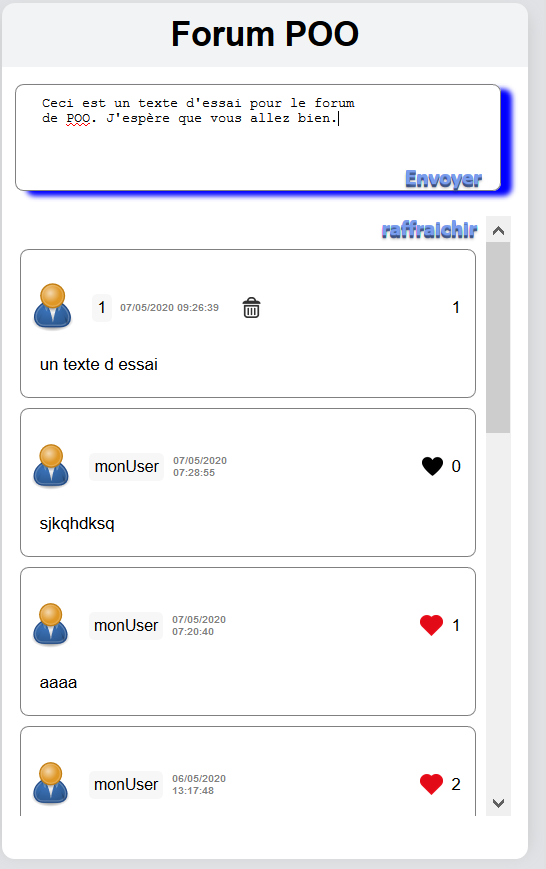 Forum POO
Ceci est un texte d'essai pour le forum
de POO. J'espère que vous allez bien.
Envoyer
raffraichir
1 07/05/2020 09:26:39 1
un texte d essai
monUser 07/05/2020
07:28:55 0
sjkqhdksq
monUser 07/05/2020
07:20:40 1
aaaa
monUser 06/05/2020
13:17:48 2